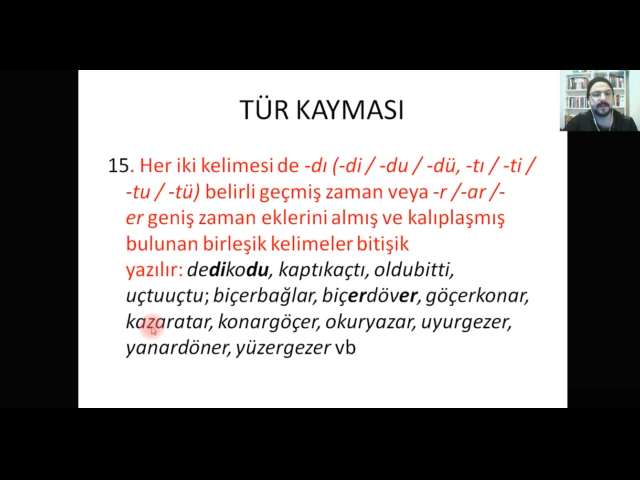 TÜR KAYMASI
15. Her iki kelimesi de -dı (-di / -du / -dü, -tı / -ti /
-tu / -tü) belirli geçmiş zaman veya -r /-ar /-
er geniş zaman eklerini almış ve kalıplaşmış
bulunan birleşik kelimeler bitişik
yazılır: dedikodu, kaptıkaçtı, oldubitti,
uçtuuçtu; biçerbağlar, biçerdöver, göçerkonar,
kazaratar, konargöçer, okuryazar, uyurgezer,
yanardöner, yüzergezer vb